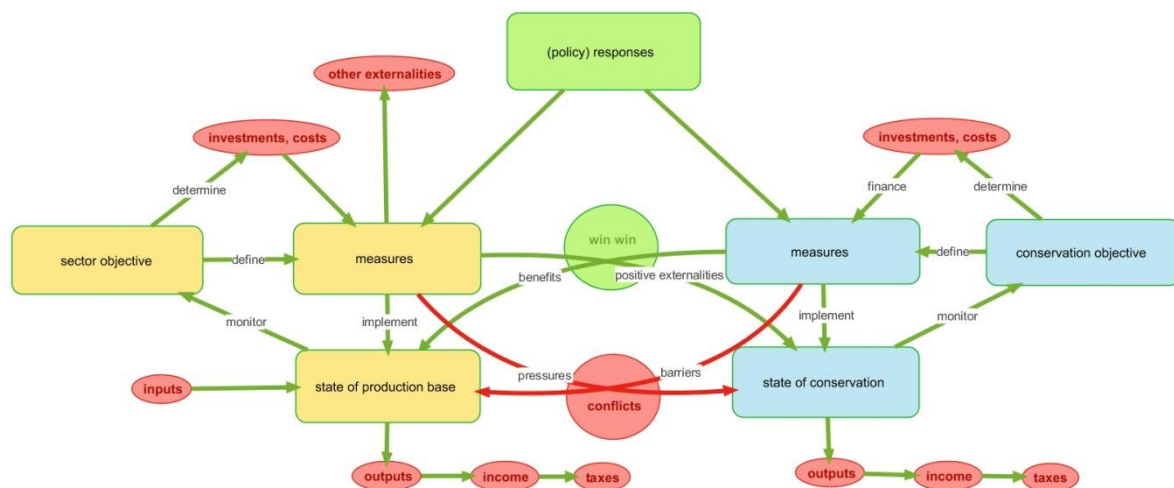 (policy) responses
other externalities
investments, costs
investments, costs
determine
finance
determine
win win
sector objective
define
measures
measures
define
conservation objective
benefits
positive externalities
monitor
implement
implement
monitor
pressures
barriers
inputs
state of production base
conflicts
state of conservation
outputs
income
taxes
outputs
income
taxes